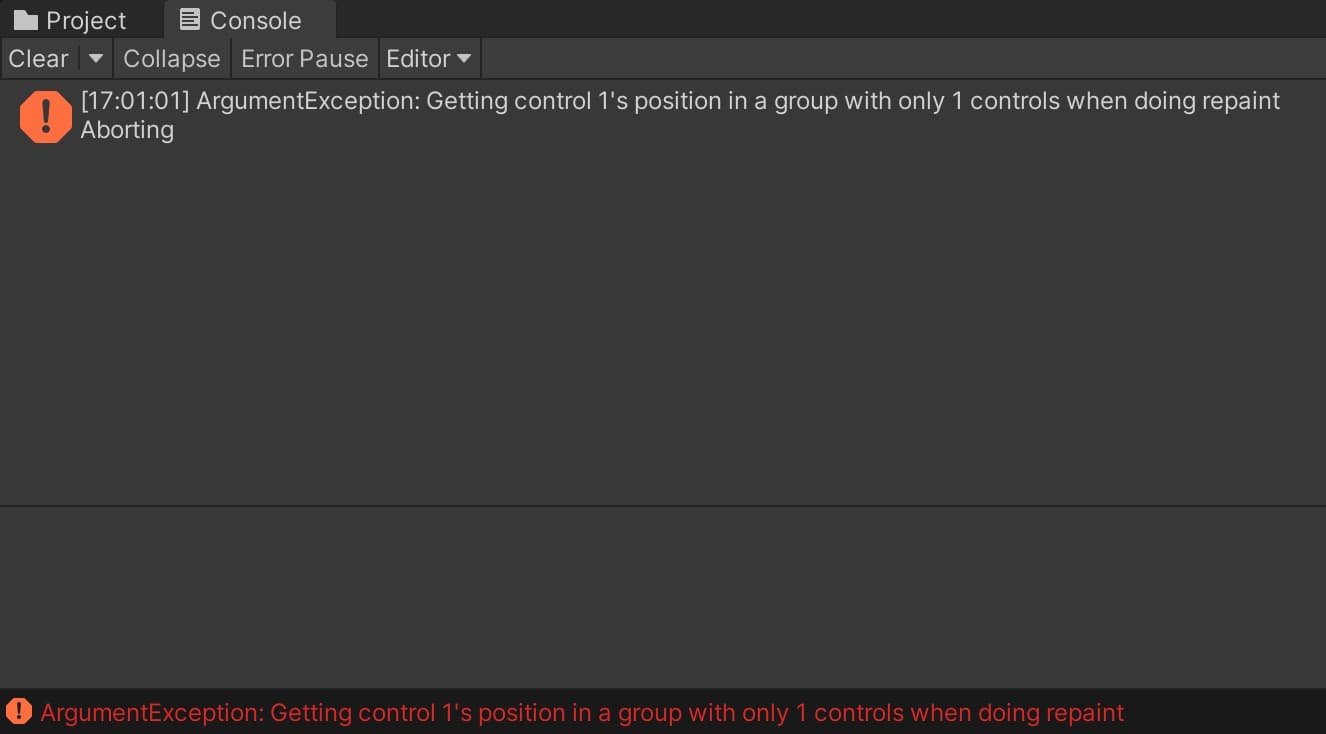 Project
Console
Clear
Collapse
Error Pause
Editor
[17:01:01] ArgumentException: Getting control 1's position in a group with only 1 controls when doing repaint
Aborting
ArgumentException: Getting control 1's position in a group with only 1 controls when doing repaint